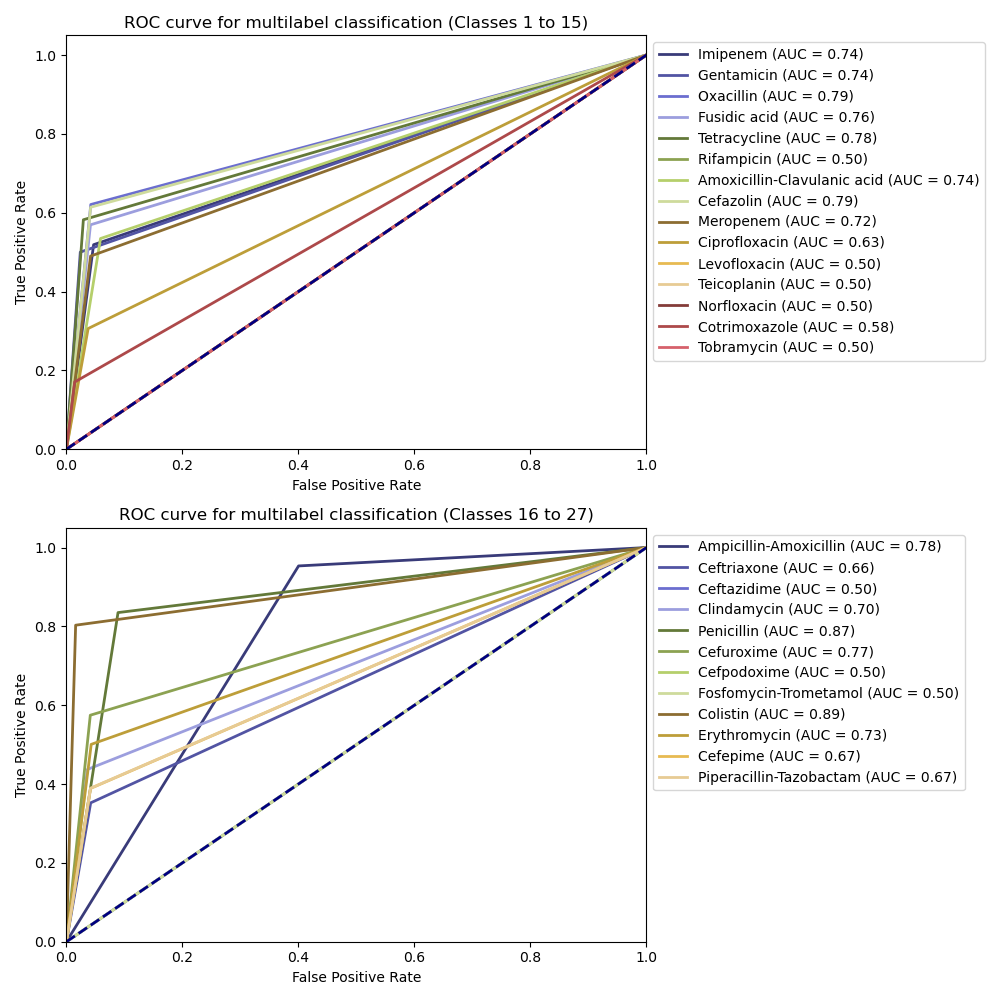 ROC curve for multilabel classification (Classes 1 to 15)
1.0
0.8
0.6
0.4
0.2
0.0
True Positive Rate
0.0 0.2 0.4 0.6 0.8 1.0
False Positive Rate
Imipenem (AUC = 0.74)
Gentamicin (AUC = 0.74)
Oxacillin (AUC = 0.79)
Fusidic acid (AUC = 0.76)
Tetracycline (AUC = 0.78)
Rifampicin (AUC = 0.50)
Amoxicillin-Clavulanic acid (AUC = 0.74)
Cefazolin (AUC = 0.79)
Meropenem (AUC = 0.72)
Ciprofloxacin (AUC = 0.63)
Levofloxacin (AUC = 0.50)
Teicoplanin (AUC = 0.50)
Norfloxacin (AUC = 0.50)
Cotrimoxazole (AUC = 0.58)
Tobramycin (AUC = 0.50)
ROC curve for multilabel classification (Classes 16 to 27)
1.0
0.8
0.6
0.4
0.2
0.0
True Positive Rate
0.0 0.2 0.4 0.6 0.8 1.0
False Positive Rate
Ampicillin-Amoxicillin (AUC = 0.78)
Ceftriaxone (AUC = 0.66)
Ceftazidime (AUC = 0.50)
Clindamycin (AUC = 0.70)
Penicillin (AUC = 0.87)
Cefuroxime (AUC = 0.77)
Cefpodoxime (AUC = 0.50)
Fosfomycin-Trometamol (AUC = 0.50)
Colistin (AUC = 0.89)
Erythromycin (AUC = 0.73)
Cefepime (AUC = 0.67)
Piperacillin-Tazobactam (AUC = 0.67)